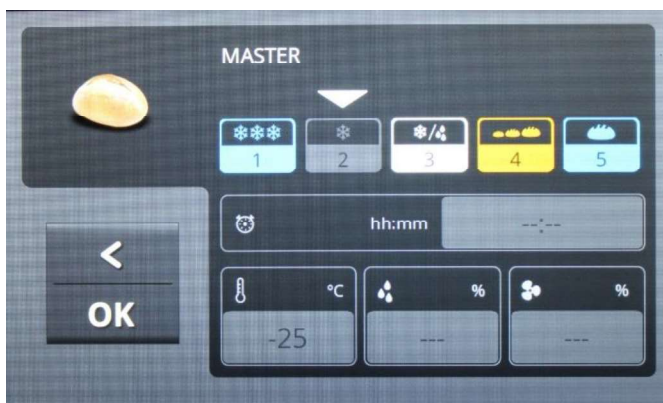 MASTER
1 2 3 4 5
hh:mm --:--
°C % %
-25 --- ---
<
OK